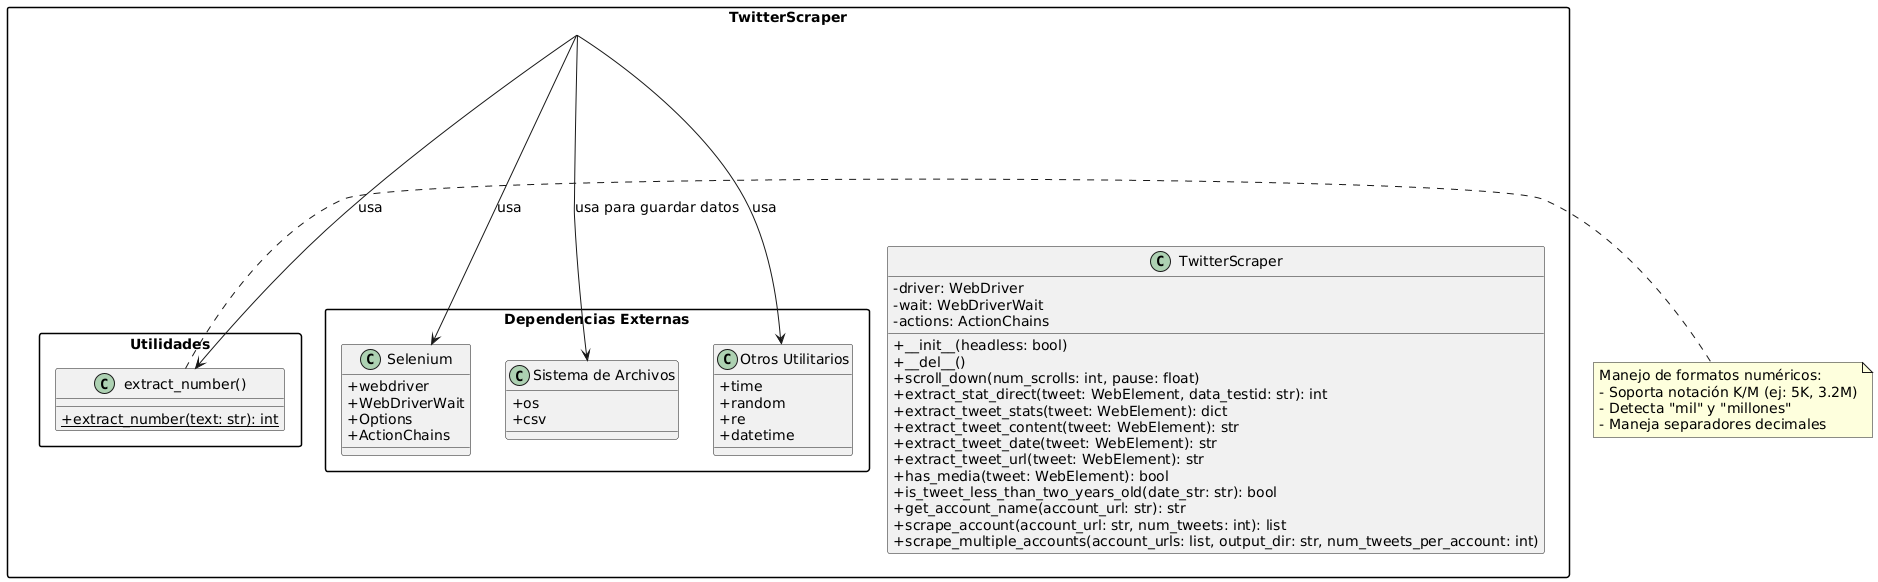 TwitterScraper
usa
usa
usa para guardar datos
usa
Utilidades
C extract_number()
+extract_number(text: str): int
Dependencias Externas
C Selenium
+webdriver
+WebDriverWait
+Options
+ActionChains
C Sistema de Archivos
+os
+csv
C Otros Utilitarios
+time
+random
+re
+datetime
C TwitterScraper
-driver: WebDriver
-wait: WebDriverWait
-actions: ActionChains
+__init__(headless: bool)
+__del__()
+scroll_down(num_scrolls: int, pause: float)
+extract_stat_direct(tweet: WebElement, data_testid: str): int
+extract_tweet_stats(tweet: WebElement): dict
+extract_tweet_content(tweet: WebElement): str
+extract_tweet_date(tweet: WebElement): str
+extract_tweet_url(tweet: WebElement): str
+has_media(tweet: WebElement): bool
+is_tweet_less_than_two_years_old(date_str: str): bool
+get_account_name(account_url: str): str
+scrape_account(account_url: str, num_tweets: int): list
+scrape_multiple_accounts(account_urls: list, output_dir: str, num_tweets_per_account: int)
Manejo de formatos numéricos:
- Soporta notación K/M (ej: 5K, 3.2M)
- Detecta "mil" y "millones"
- Maneja separadores decimales